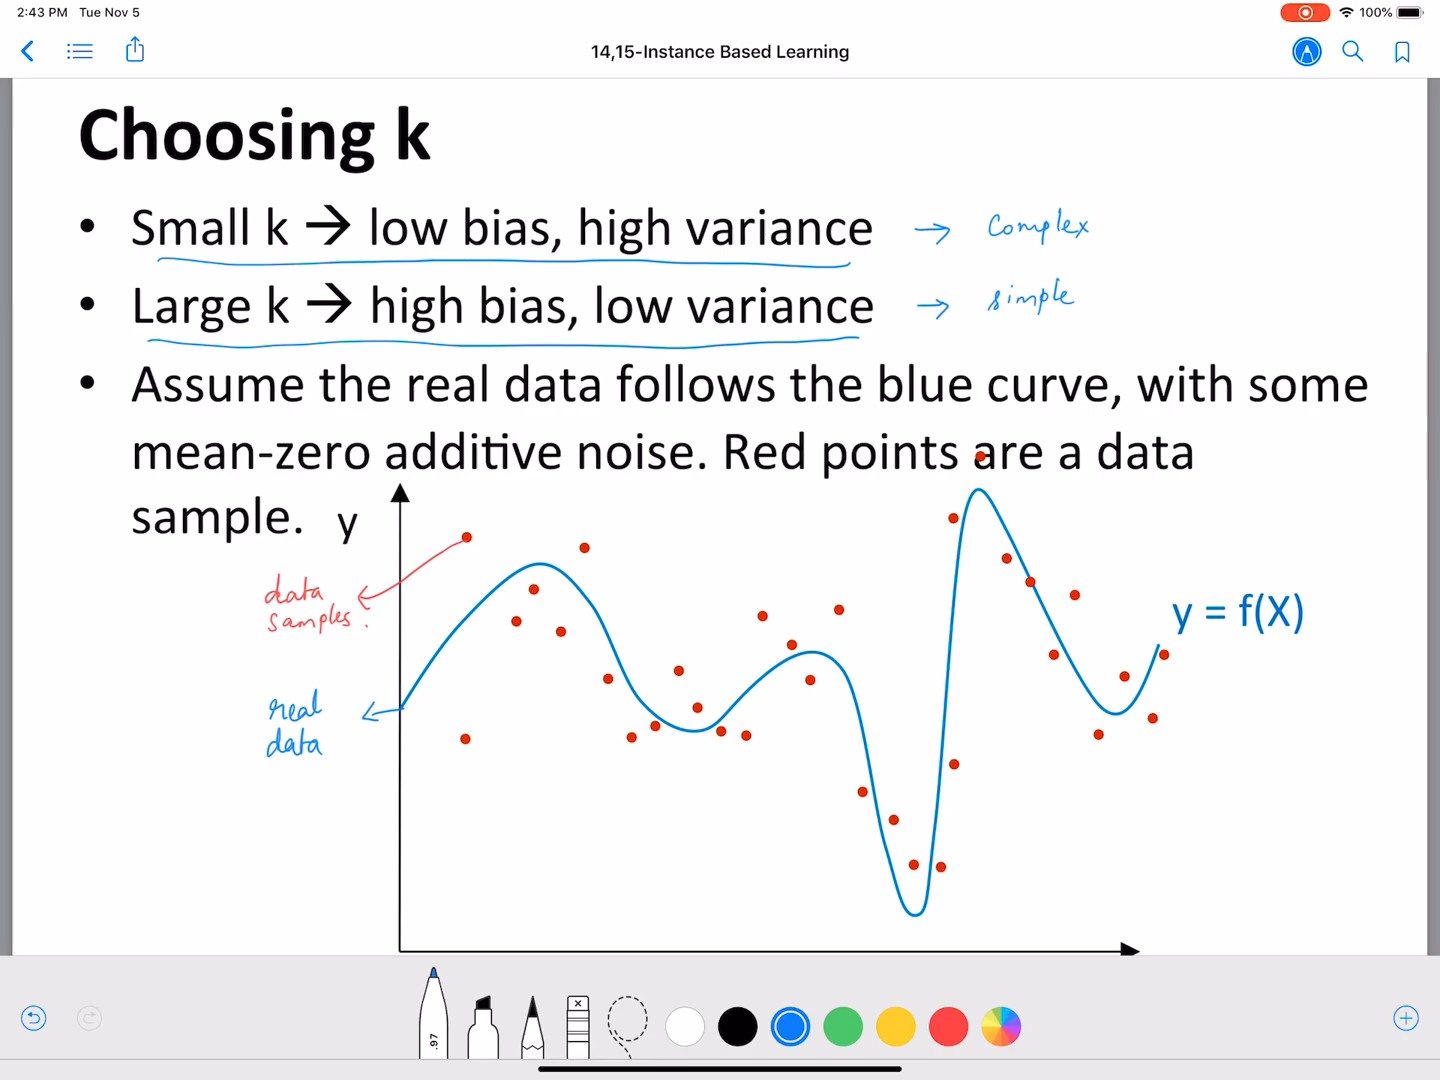 2:43 PM Tue Nov 5
100%
14,15-Instance Based Learning
Choosing k
• Small k → low bias, high variance → Complex
• Large k → high bias, low variance → simple
• Assume the real data follows the blue curve, with some
mean-zero additive noise. Red points are a data
sample.
y
data
samples.
y = f(X)
real
data
.97